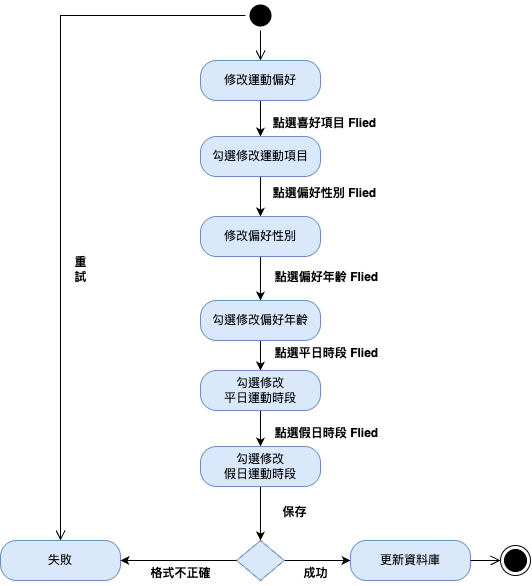 修改運動偏好
點選喜好項目 Flied
勾選修改運動項目
點選偏好性別 Flied
修改偏好性別
重
試
點選偏好年齡 Flied
勾選修改偏好年齡
點選平日時段 Flied
勾選修改
平日運動時段
點選假日時段 Flied
勾選修改
假日運動時段
保存
失敗
格式不正確
成功
更新資料庫